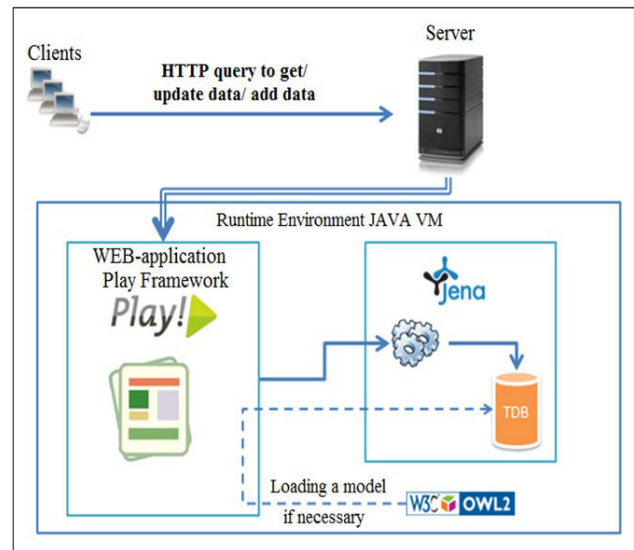 Clients
Server
HTTP query to get/
update data/ add data
Runtime Environment JAVA VM
WEB-application
Play Framework
Play!
Jena
TDB
Loading a model
if necessary
W3C OWL2